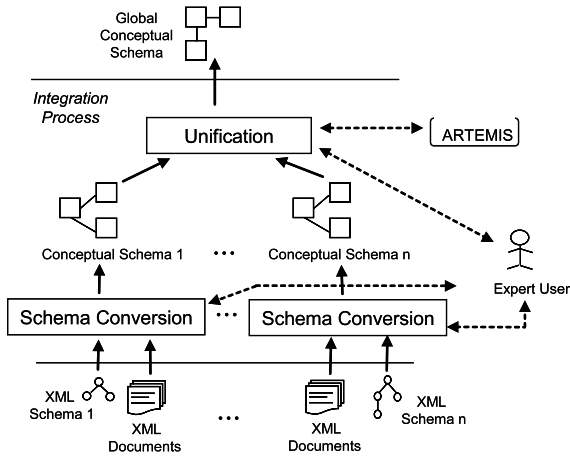 Global
Conceptual
Schema
Integration
Process
Unification
ARTEMIS
Conceptual Schema 1
...
Conceptual Schema n
Expert User
Schema Conversion
...
Schema Conversion
XML
Schema 1
XML
Documents
...
XML
Documents
XML
Schema n